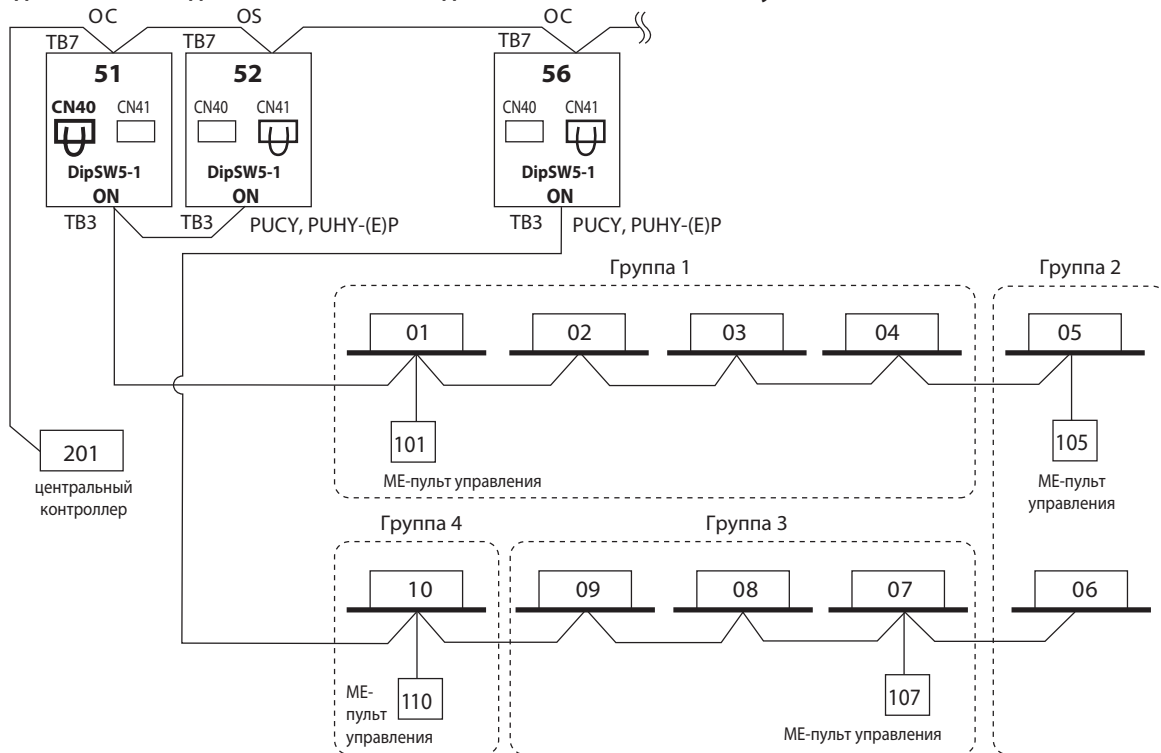 OC OS OC
TB7 TB7 TB7
51 52 56
CN40 CN41 CN40 CN41 CN40 CN41
DipSW5-1 DipSW5-1 DipSW5-1
ON ON ON
TB3 TB3 PUCY, PUHY-(E)P TB3 PUCY, PUHY-(E)P
Группа 1 Группа 2
01 02 03 04 05
101 105
201
ME-пульт управления
ME-пульт
управления
центральный
контроллер
Группа 4 Группа 3
10 09 08 07 06
ME-
пульт
управления
110
107
ME-пульт управления